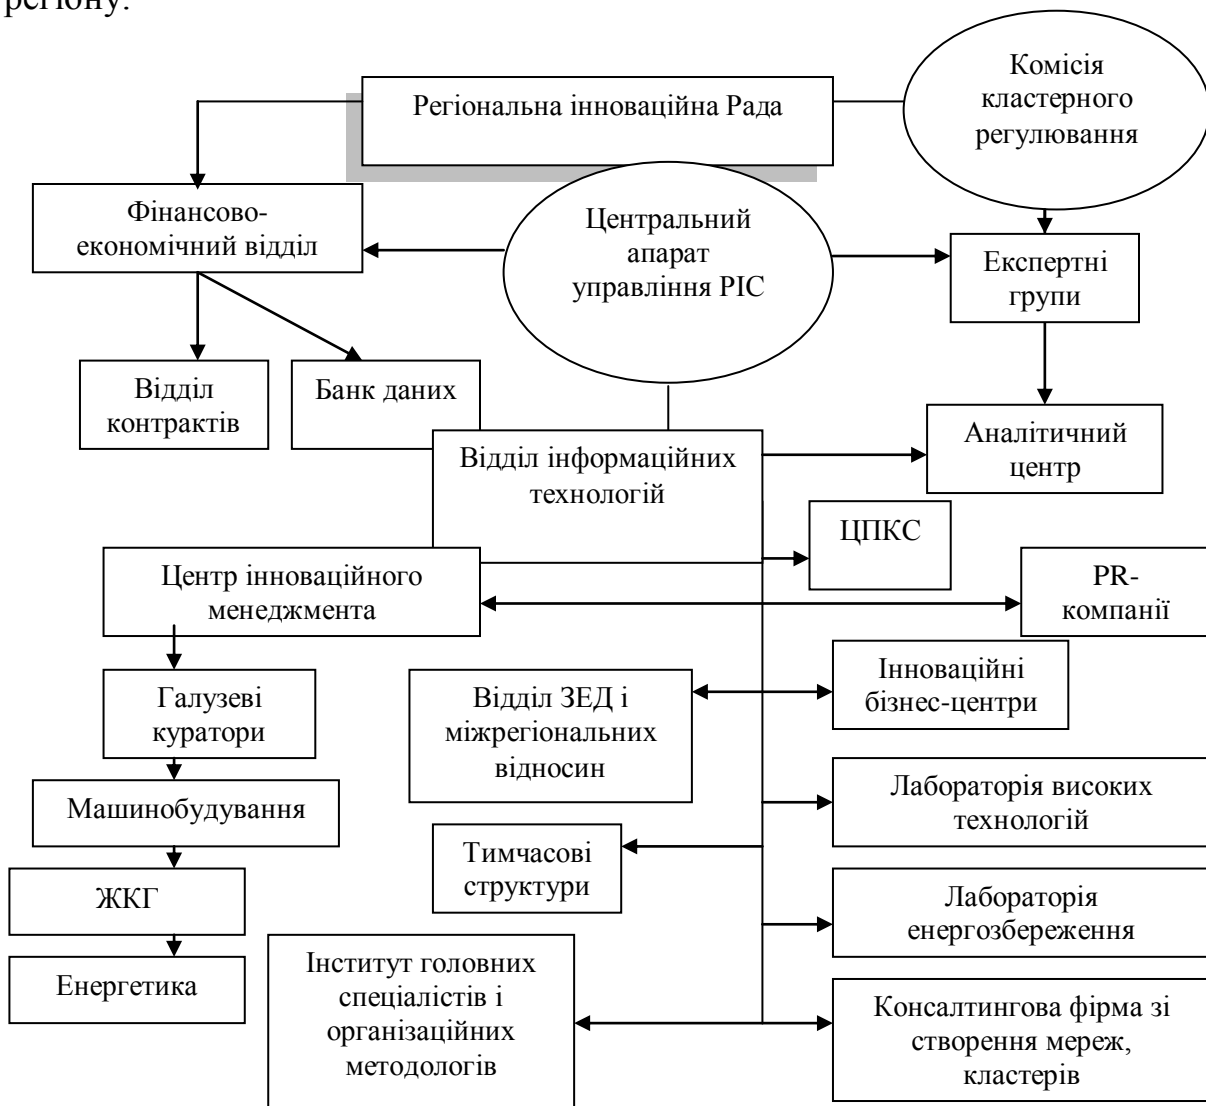 регіону.
Регіональна інноваційна Рада
Комісія
кластерного
регулювання
Фінансово-
економічний відділ
Центральний
апарат
управління РІС
Експертні
групи
Відділ
контрактів
Банк даних
Відділ інформаційних
технологій
Аналітичний
центр
ЦПКС
Центр інноваційного
менеджмента
PR-
компанії
Галузеві
куратори
Відділ ЗЕД і
міжрегіональних
відносин
Інноваційні
бізнес-центри
Машинобудування
Лабораторія високих
технологій
Тимчасові
структури
ЖКГ
Лабораторія
енергозбереження
Енергетика
Інститут головних
спеціалістів і
організаційних
методологів
Консалтингова фірма зі
створення мереж,
кластерів